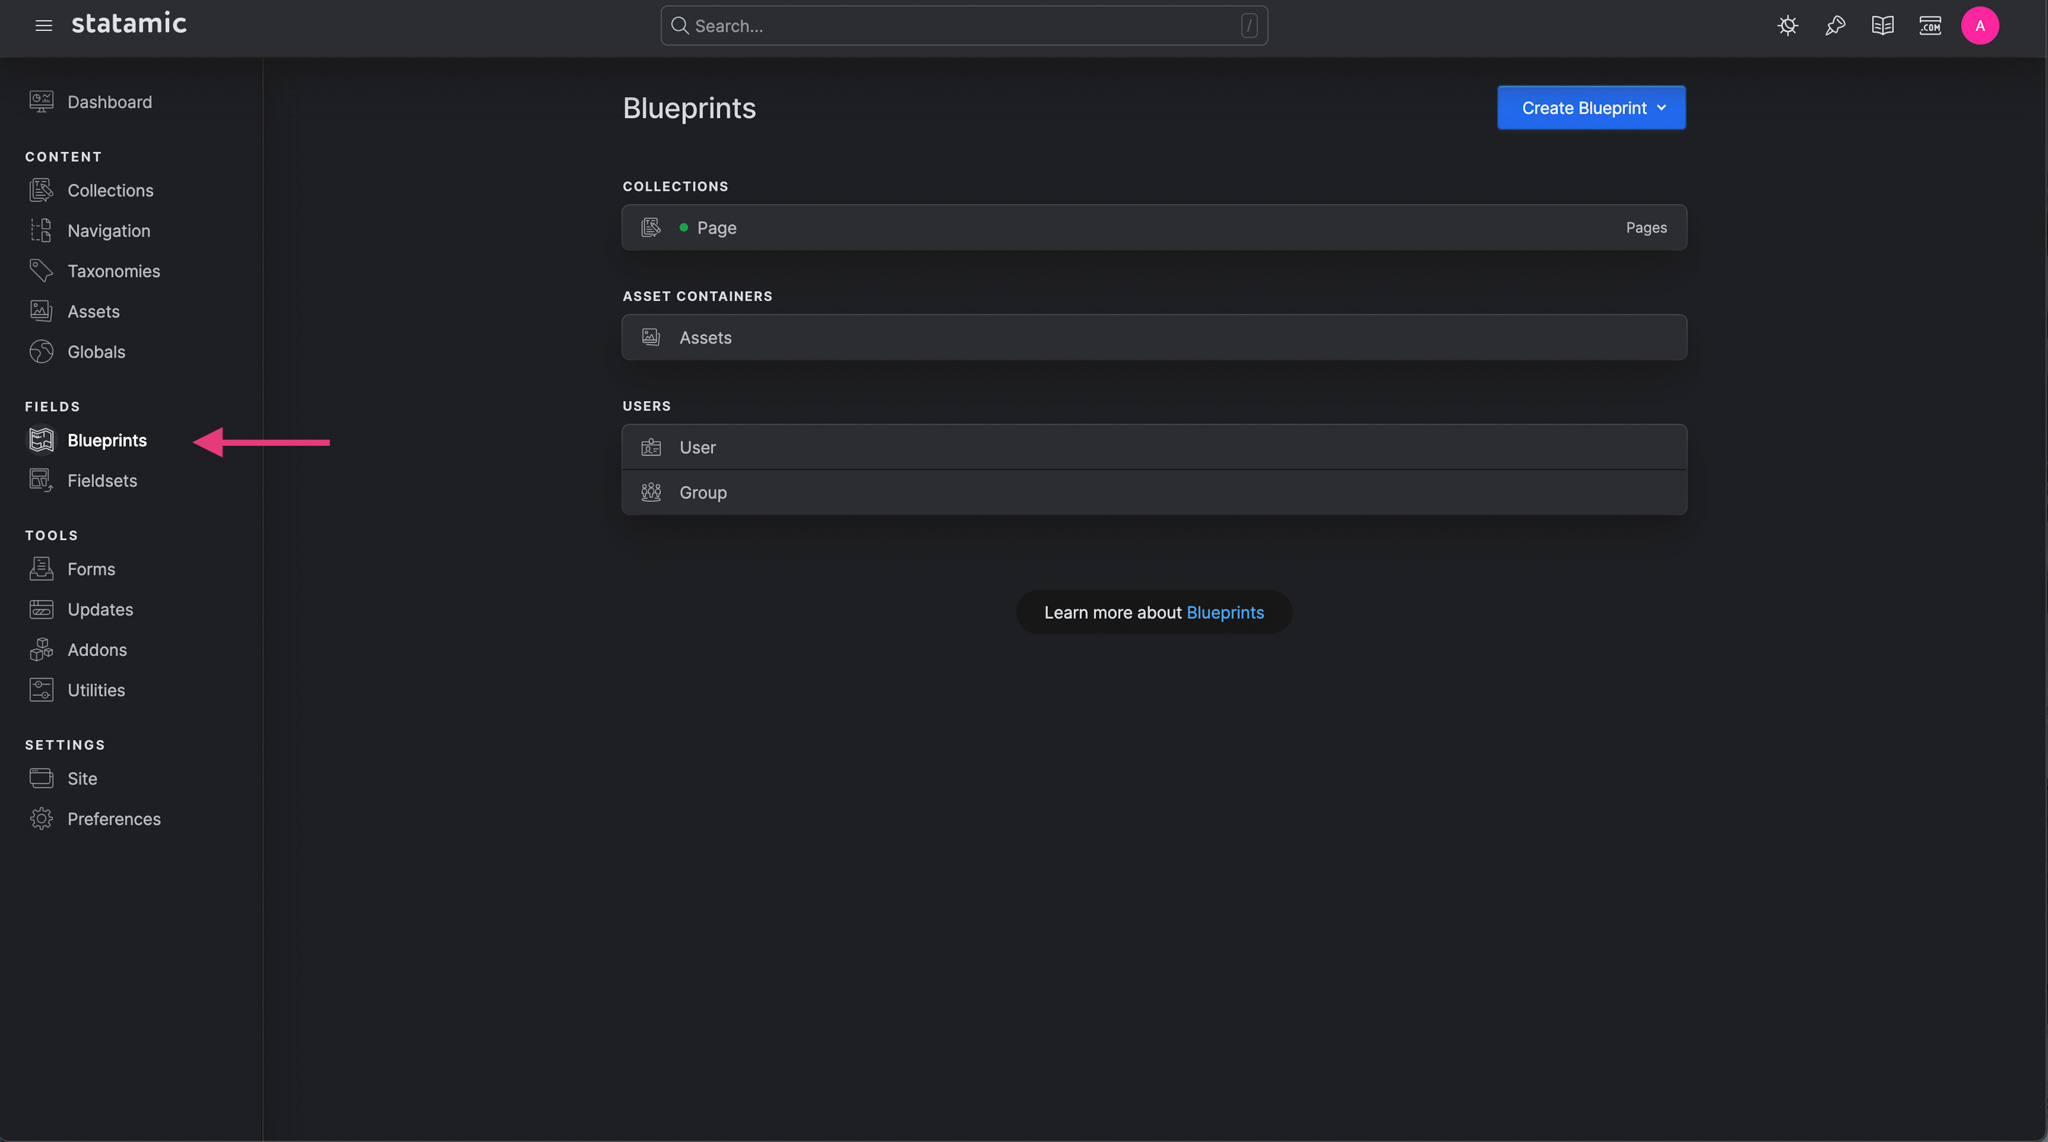 statamic
Search...
/
.COM
A
Dashboard
CONTENT
Collections
Navigation
Taxonomies
Assets
Globals
FIELDS
Blueprints
Fieldsets
TOOLS
Forms
Updates
Addons
Utilities
SETTINGS
Site
Preferences
Blueprints
Create Blueprint
COLLECTIONS
Page
Pages
ASSET CONTAINERS
Assets
USERS
User
Group
Learn more about Blueprints